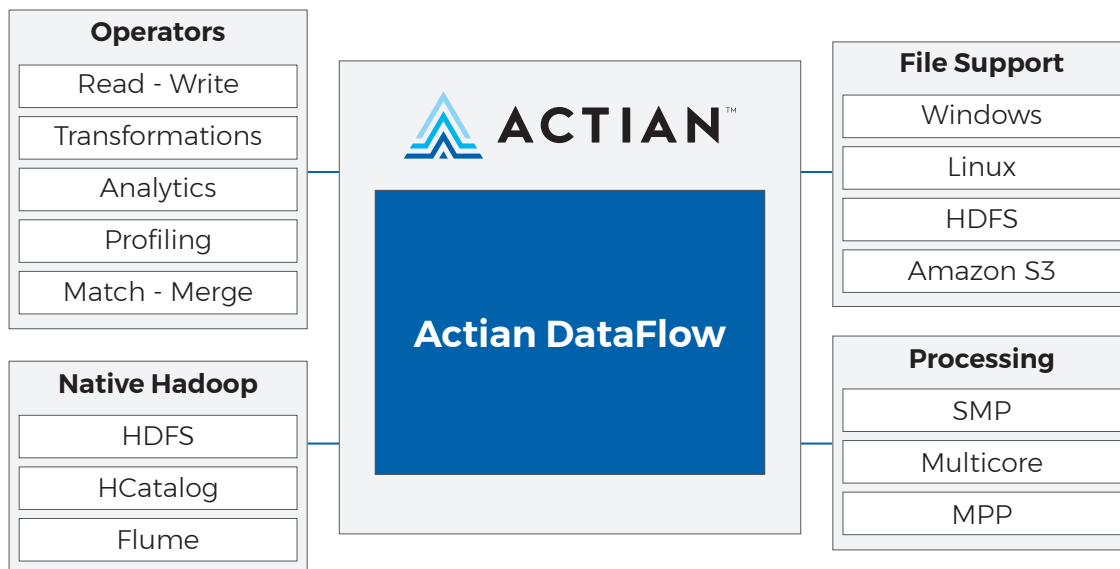 Operators
Read - Write
Transformations
Analytics
Profiling
Match - Merge
Native Hadoop
HDFS
HCatalog
Flume
ACTIAN™
Actian DataFlow
File Support
Windows
Linux
HDFS
Amazon S3
Processing
SMP
Multicore
MPP